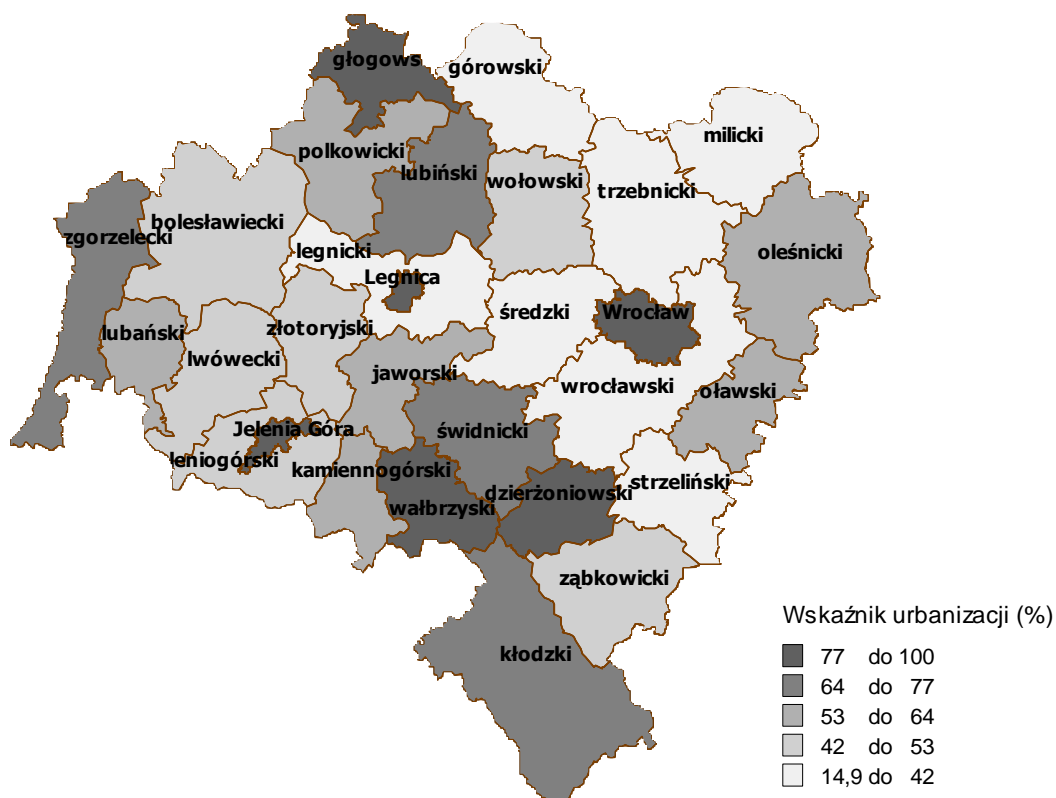 głogows
górowski
milicki
polkowicki
lubiński
wołowski
trzebnicki
bolesławiecki
zgorzelecki
legnicki
oleśnicki
Legnica
średzki
Wrocław
lubański
złotoryjski
lwówecki
jaworski
wrocławski
oławski
Jelenia Góra
świdnicki
leniogórski
kamiennogórski
dzierżoniowski
strzeliński
wałbrzyski
ząbkowicki
kłodzki
Wskaźnik urbanizacji (%)
77 do 100
64 do 77
53 do 64
42 do 53
14,9 do 42